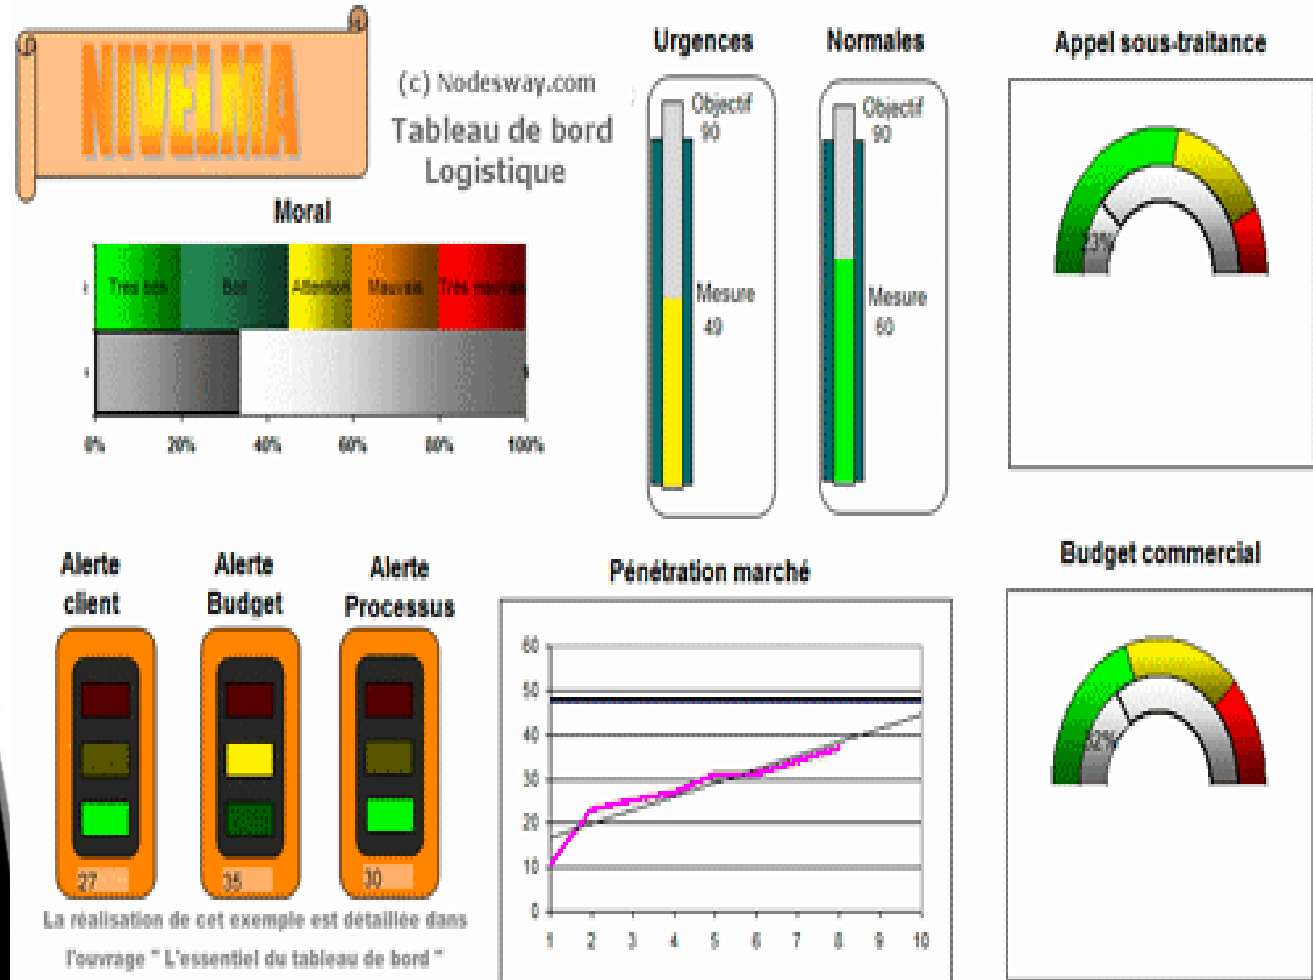 NIVELMA
(c) Nodesway.com
Tableau de bord
Logistique
Moral
Très bon
Bon
Attention
Mauvais
Très mauvais
0%
20%
40%
60%
80%
100%
Urgences
Objectif
90
Mesure
49
Normales
Objectif
90
Mesure
60
Appel sous-traitance
Alerte
client
27
Alerte
Budget
35
Alerte
Processus
30
La réalisation de cet exemple est détaillée dans
l'ouvrage " L'essentiel du tableau de bord "
Pénétration marché
60
50
40
30
20
10
0
1
2
3
4
5
6
7
8
9
10
Budget commercial